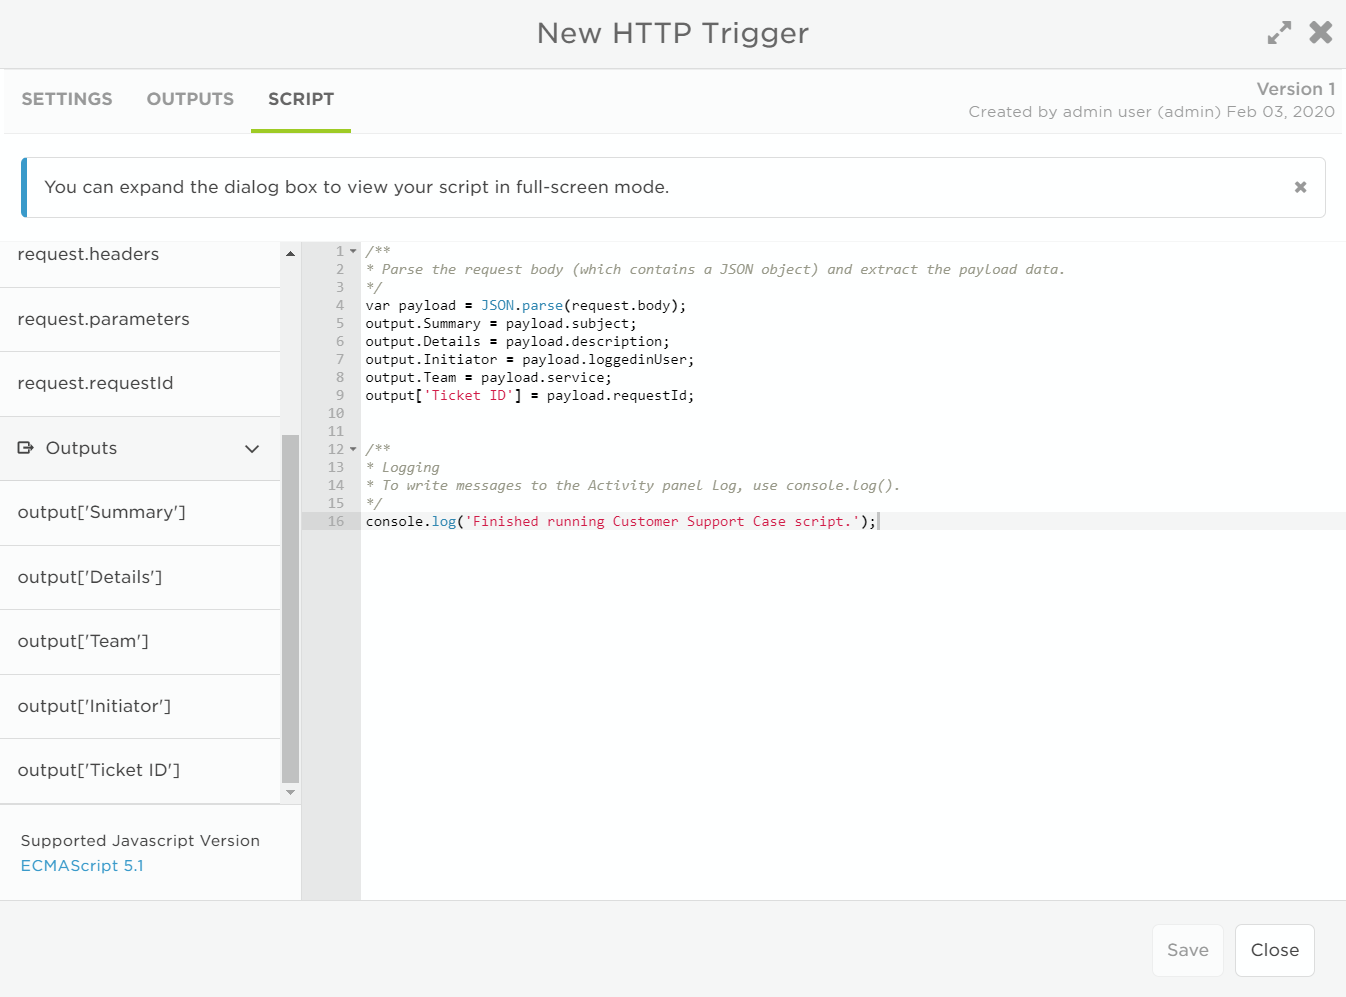 New HTTP Trigger
SETTINGS OUTPUTS SCRIPT
Version 1
Created by admin user (admin) Feb 03, 2020
You can expand the dialog box to view your script in full-screen mode.
request.headers
request.parameters
request.requestId
Outputs
output['Summary']
output['Details']
output['Team']
output['Initiator']
output['Ticket ID']
Supported Javascript Version
ECMAScript 5.1
1 /**
2 * Parse the request body (which contains a JSON object) and extract the payload data.
3 */
4 var payload = JSON.parse(request.body);
5 output.Summary = payload.subject;
6 output.Details = payload.description;
7 output.Initiator = payload.loggedinUser;
8 output.Team = payload.service;
9 output['Ticket ID'] = payload.requestId;
10
11
12 /**
13 * Logging
14 * To write messages to the Activity panel log, use console.log().
15 */
16 console.log('Finished running Customer Support Case script.');
Save Close